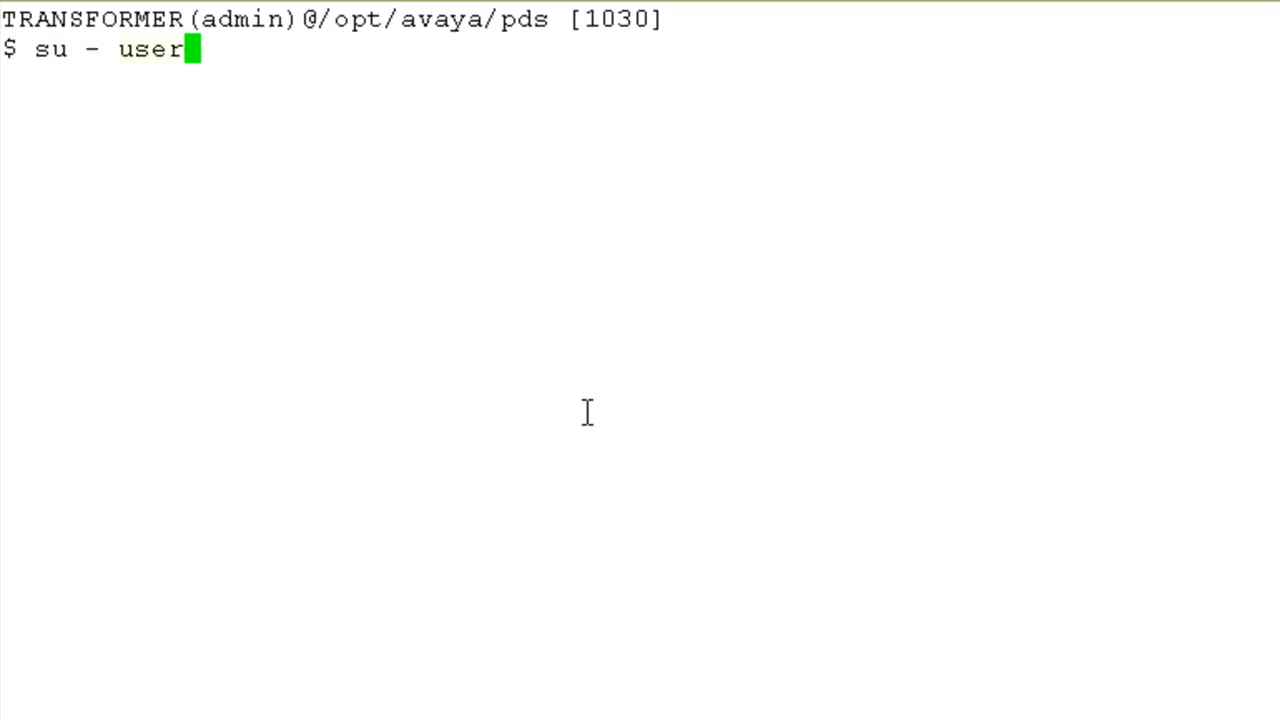 TRANSFORMER(admin)@/opt/avaya/pds [1030]
$ su - user